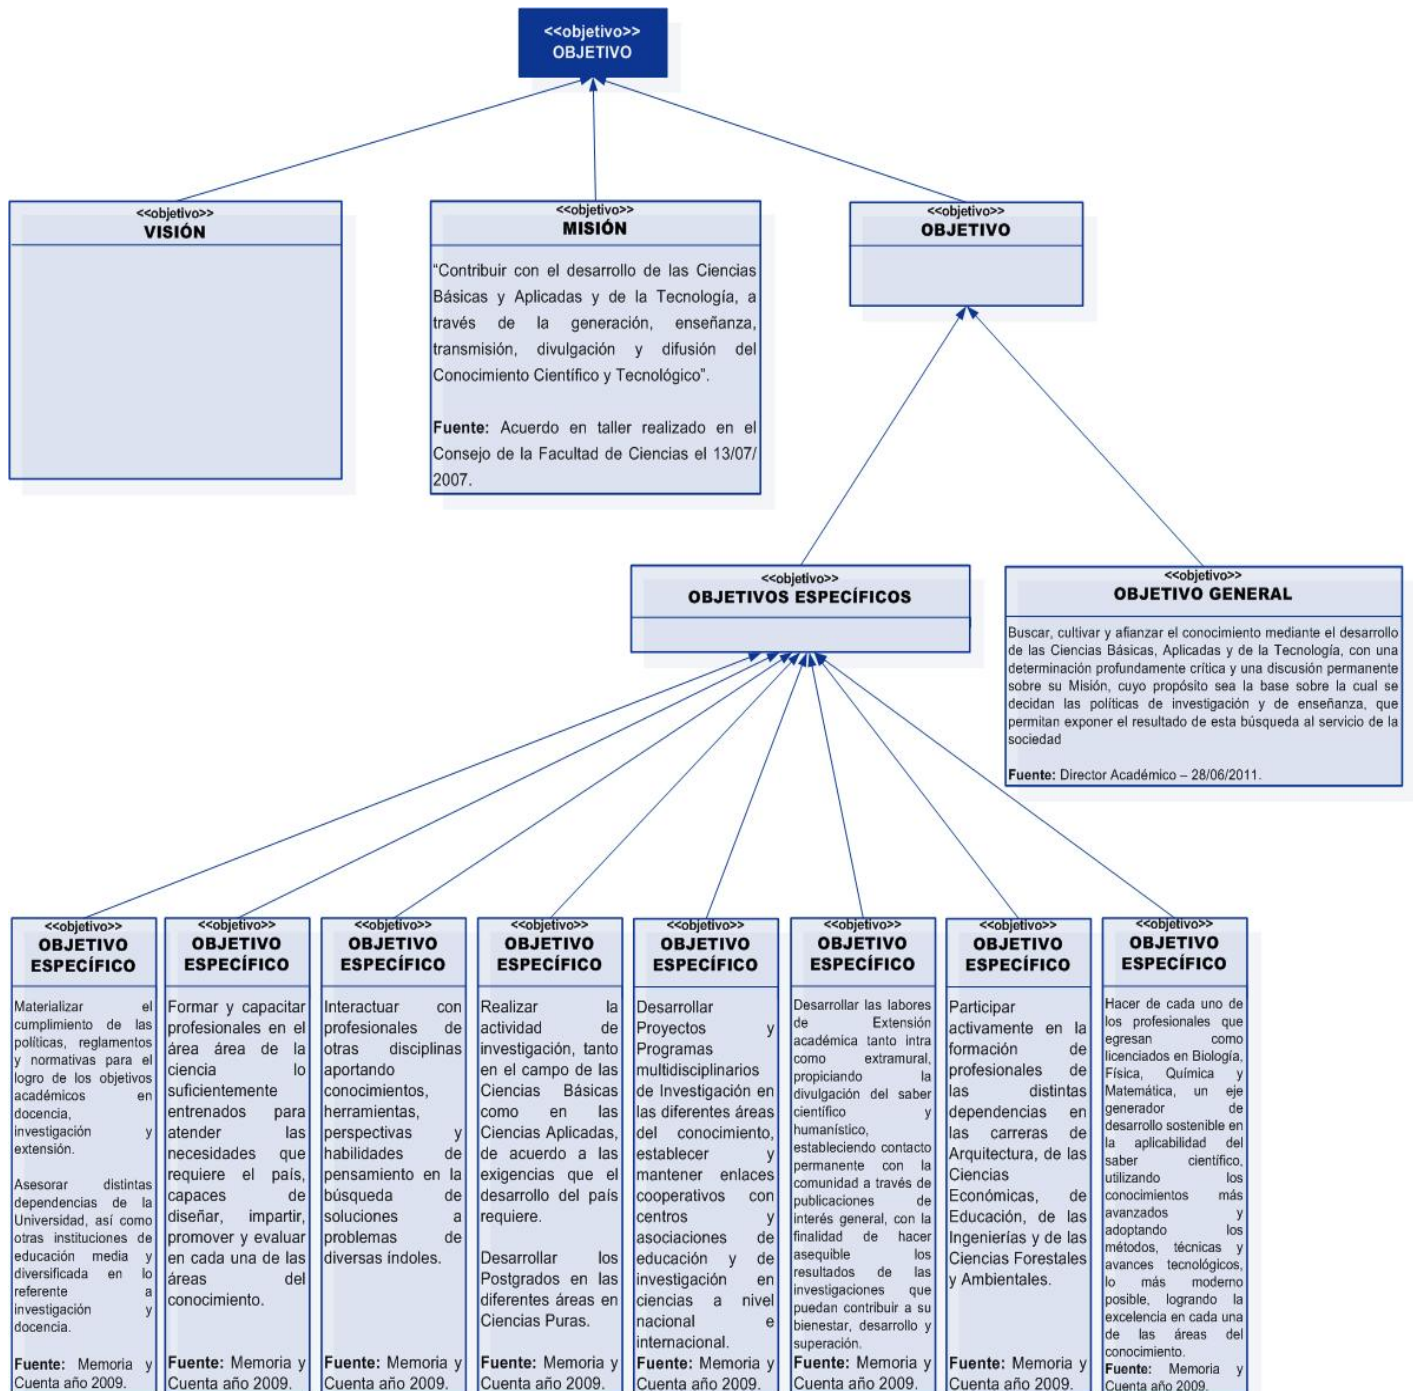 <<objetivo>>
OBJETIVO
<<objetivo>>
VISIÓN
<<objetivo>>
MISIÓN
“Contribuir con el desarrollo de las Ciencias
Básicas y Aplicadas y de la Tecnología, a
través de la generación, enseñanza,
transmisión, divulgación y difusión del
Conocimiento Científico y Tecnológico”.
Fuente: Acuerdo en taller realizado en el
Consejo de la Facultad de Ciencias el 13/07/
2007.
<<objetivo>>
OBJETIVO
<<objetivo>>
OBJETIVOS ESPECÍFICOS
<<objetivo>>
OBJETIVO GENERAL
Buscar, cultivar y afianzar el conocimiento mediante el desarrollo
de las Ciencias Básicas, Aplicadas y de la Tecnología, con una
determinación profundamente crítica y una discusión permanente
sobre su Misión, cuyo propósito sea la base sobre la cual se
decidan las políticas de investigación y de enseñanza, que
permitan exponer el resultado de esta búsqueda al servicio de la
sociedad
Fuente: Director Académico – 28/06/2011.
<<objetivo>>
OBJETIVO
ESPECÍFICO
Materializar el
cumplimiento de las
políticas, reglamentos
y normativas para el
logro de los objetivos
académicos en
docencia,
investigación y
extensión.
Asesorar distintas
dependencias de la
Universidad, así como
otras instituciones de
educación media y
diversificada en lo
referente a
investigación y
docencia.
Fuente: Memoria y
Cuenta año 2009.
<<objetivo>>
OBJETIVO
ESPECÍFICO
Formar y capacitar
profesionales en el
área área de la
ciencia lo
suficientemente
entrenados para
atender las
necesidades que
requiere el país,
capaces de
diseñar, impartir,
promover y evaluar
en cada una de las
áreas del
conocimiento.
Fuente: Memoria y
Cuenta año 2009.
<<objetivo>>
OBJETIVO
ESPECÍFICO
Interactuar con
profesionales de
otras disciplinas
aportando
conocimientos,
herramientas,
perspectivas y
habilidades de
pensamiento en la
búsqueda de
soluciones a
problemas de
diversas índoles.
Fuente: Memoria y
Cuenta año 2009.
<<objetivo>>
OBJETIVO
ESPECÍFICO
Realizar la
actividad de
investigación, tanto
en el campo de las
Ciencias Básicas
como en las
Ciencias Aplicadas,
de acuerdo a las
exigencias que el
desarrollo del país
requiere.
Desarrollar los
Postgrados en las
diferentes áreas en
Ciencias Puras.
Fuente: Memoria y
Cuenta año 2009.
<<objetivo>>
OBJETIVO
ESPECÍFICO
Desarrollar
Proyectos y
Programas
multidisciplinarios
de Investigación en
las diferentes áreas
del conocimiento,
establecer y
mantener enlaces
cooperativos con
centros y
asociaciones de
educación y de
investigación en
ciencias a nivel
nacional e
internacional.
Fuente: Memoria y
Cuenta año 2009.
<<objetivo>>
OBJETIVO
ESPECÍFICO
Desarrollar las labores
de Extensión
académica tanto intra
como extramural,
propiciando la
divulgación del saber
científico y
humanístico,
estableciendo contacto
permanente con la
comunidad a través de
publicaciones de
interés general, con la
finalidad de hacer
asequible los
resultados de las
investigaciones que
puedan contribuir a su
bienestar, desarrollo y
superación.
Fuente: Memoria y
Cuenta año 2009.
<<objetivo>>
OBJETIVO
ESPECÍFICO
Participar
activamente en la
formación de
profesionales de
las distintas
dependencias en
las carreras de
Arquitectura, de las
Ciencias
Económicas, de
Educación, de las
Ingenierías y de las
Ciencias Forestales
y Ambientales.
Fuente: Memoria y
Cuenta año 2009.
<<objetivo>>
OBJETIVO
ESPECÍFICO
Hacer de cada uno de
los profesionales que
egresan como
licenciados en Biología,
Física, Química y
Matemática, un eje
generador de
desarrollo sostenible en
la aplicabilidad del
saber científico,
utilizando los
conocimientos más
avanzados y
adoptando los
métodos, técnicas y
avances tecnológicos,
lo más moderno
posible, logrando la
excelencia en cada una
de las áreas del
conocimiento.
Fuente: Memoria y
Cuenta año 2009.